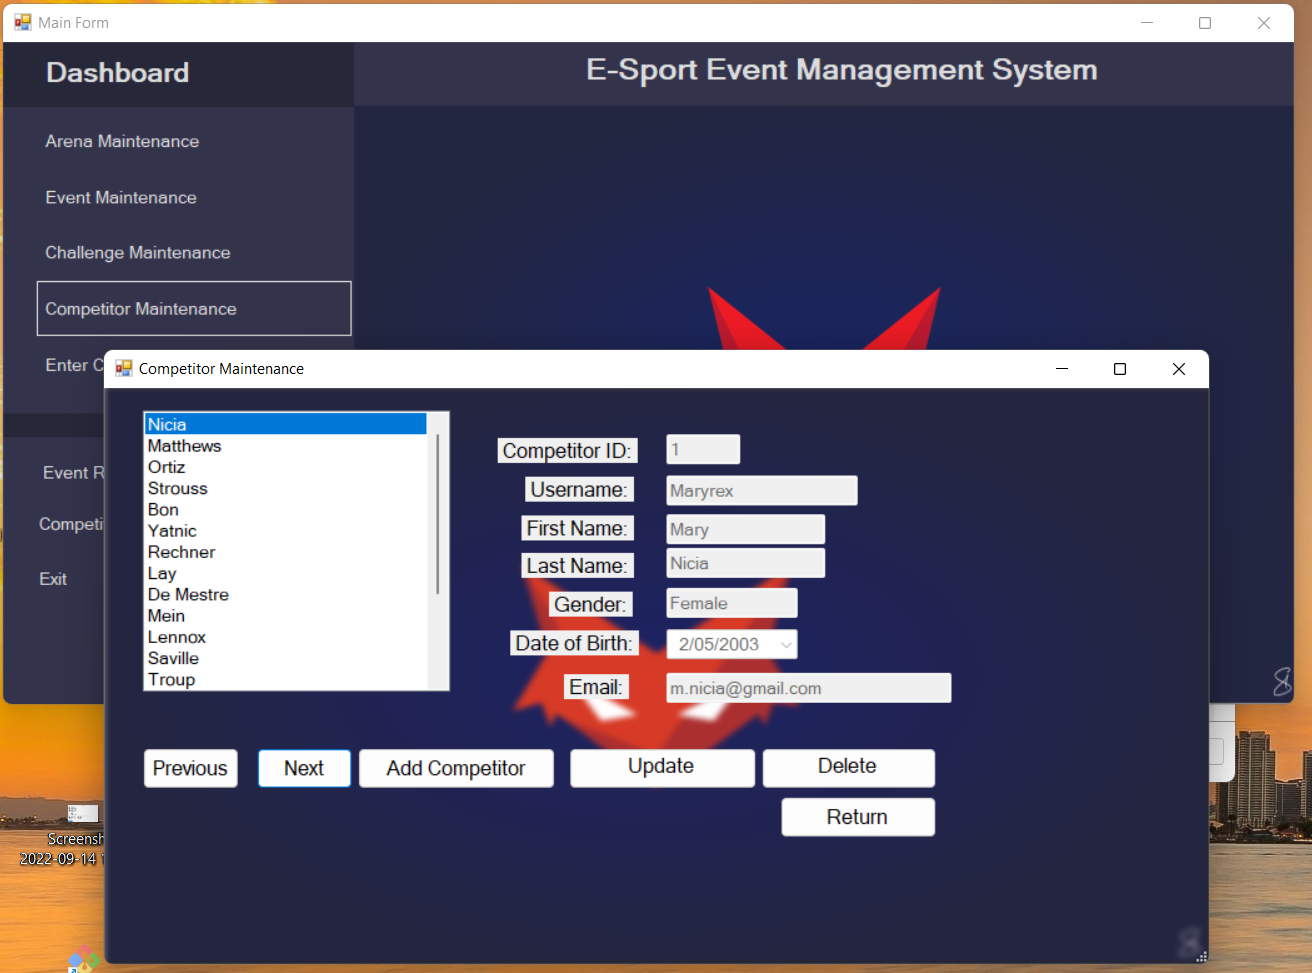 Main Form
Dashboard
E-Sport Event Management System
Arena Maintenance
Event Maintenance
Challenge Maintenance
Competitor Maintenance
Enter C
Event R
Competi
Exit
Competitor Maintenance
Nicia
Matthews
Ortiz
Strouss
Bon
Yatnic
Rechner
Lay
De Mestre
Mein
Lennox
Saville
Troup
Competitor ID: 1
Username: Maryrex
First Name: Mary
Last Name: Nicia
Gender: Female
Date of Birth: 2/05/2003
Email: m.nicia@gmail.com
Previous Next Add Competitor Update Delete
Return
Screensh
2022-09-14 1